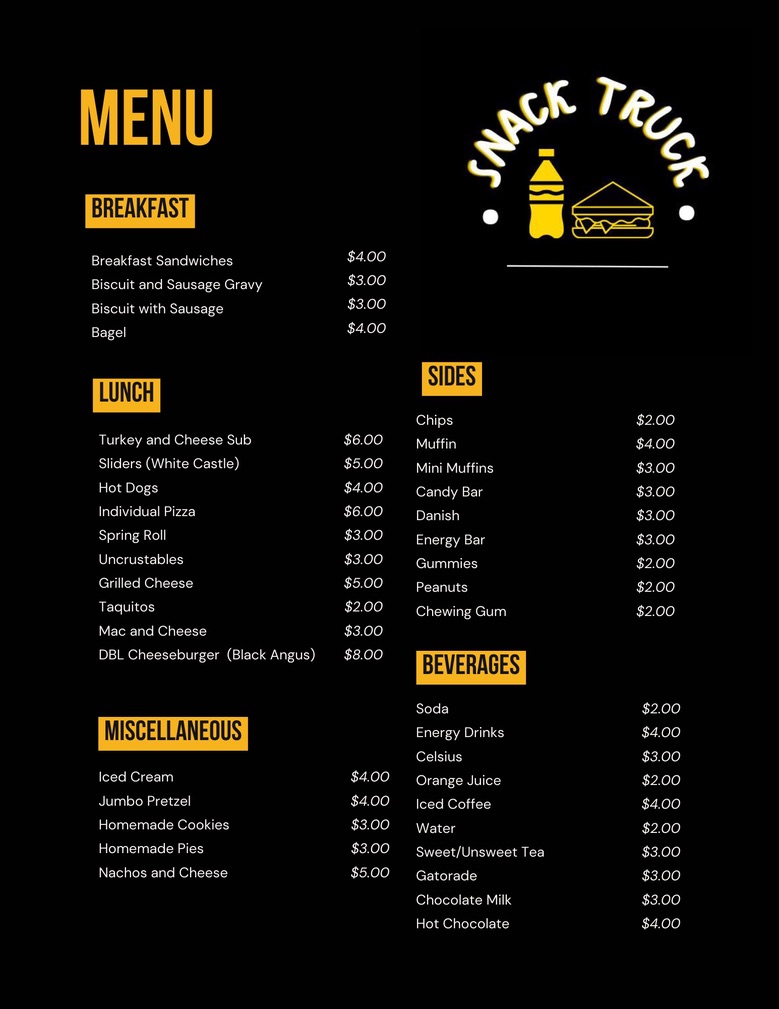 MENU
SNACK TRUCK
BREAKFAST
Breakfast Sandwiches $4.00
Biscuit and Sausage Gravy $3.00
Biscuit with Sausage $3.00
Bagel $4.00
LUNCH
Turkey and Cheese Sub $6.00
Sliders (White Castle) $5.00
Hot Dogs $4.00
Individual Pizza $6.00
Spring Roll $3.00
Uncrustables $3.00
Grilled Cheese $5.00
Taquitos $2.00
Mac and Cheese $3.00
DBL Cheeseburger (Black Angus) $8.00
MISCELLANEOUS
Iced Cream $4.00
Jumbo Pretzel $4.00
Homemade Cookies $3.00
Homemade Pies $3.00
Nachos and Cheese $5.00
SIDES
Chips $2.00
Muffin $4.00
Mini Muffins $3.00
Candy Bar $3.00
Danish $3.00
Energy Bar $3.00
Gummies $2.00
Peanuts $2.00
Chewing Gum $2.00
BEVERAGES
Soda $2.00
Energy Drinks $4.00
Celsius $3.00
Orange Juice $2.00
Iced Coffee $4.00
Water $2.00
Sweet/Unsweet Tea $3.00
Gatorade $3.00
Chocolate Milk $3.00
Hot Chocolate $4.00